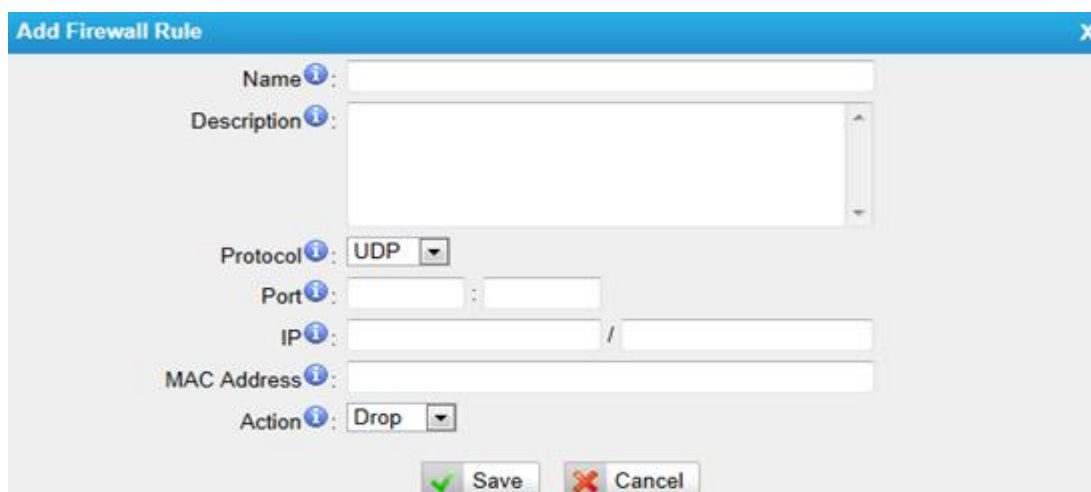 Add Firewall Rule X
Name i :
Description i :
Protocol i : UDP
Port i : :
IP i : /
MAC Address i :
Action i : Drop
Save Cancel